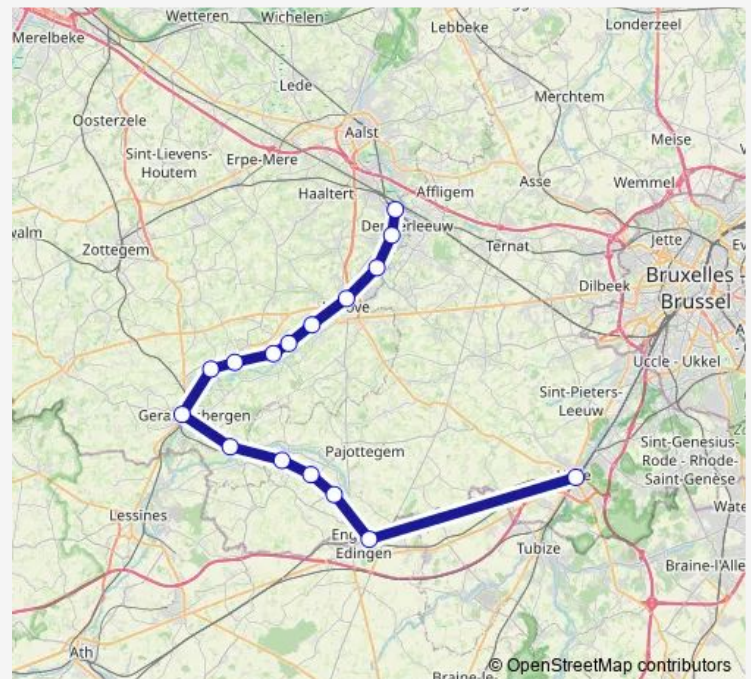 Wetteren
Wichelen
Lebbeke
Londerzeel
Merelbeke
Lede
Merchtem
Oosterzele
Aalst
Meise
Sint-Lievens-
Houtem
Erpe-Mere
Asse
Wemmel
Haaltert
Affligem
walm
Zottegem
Ternat
Jette
Dilbeek
Bruxelles -
Brussel
Uccle - Ukkel
Sint-Pieters-
Leeuw
Pajottegem
Sint-Genesius-
Rode - Rhode-
Saint-Genèse
Lessines
Edingen
Tubize
Ath
© OpenStreetMap contributors